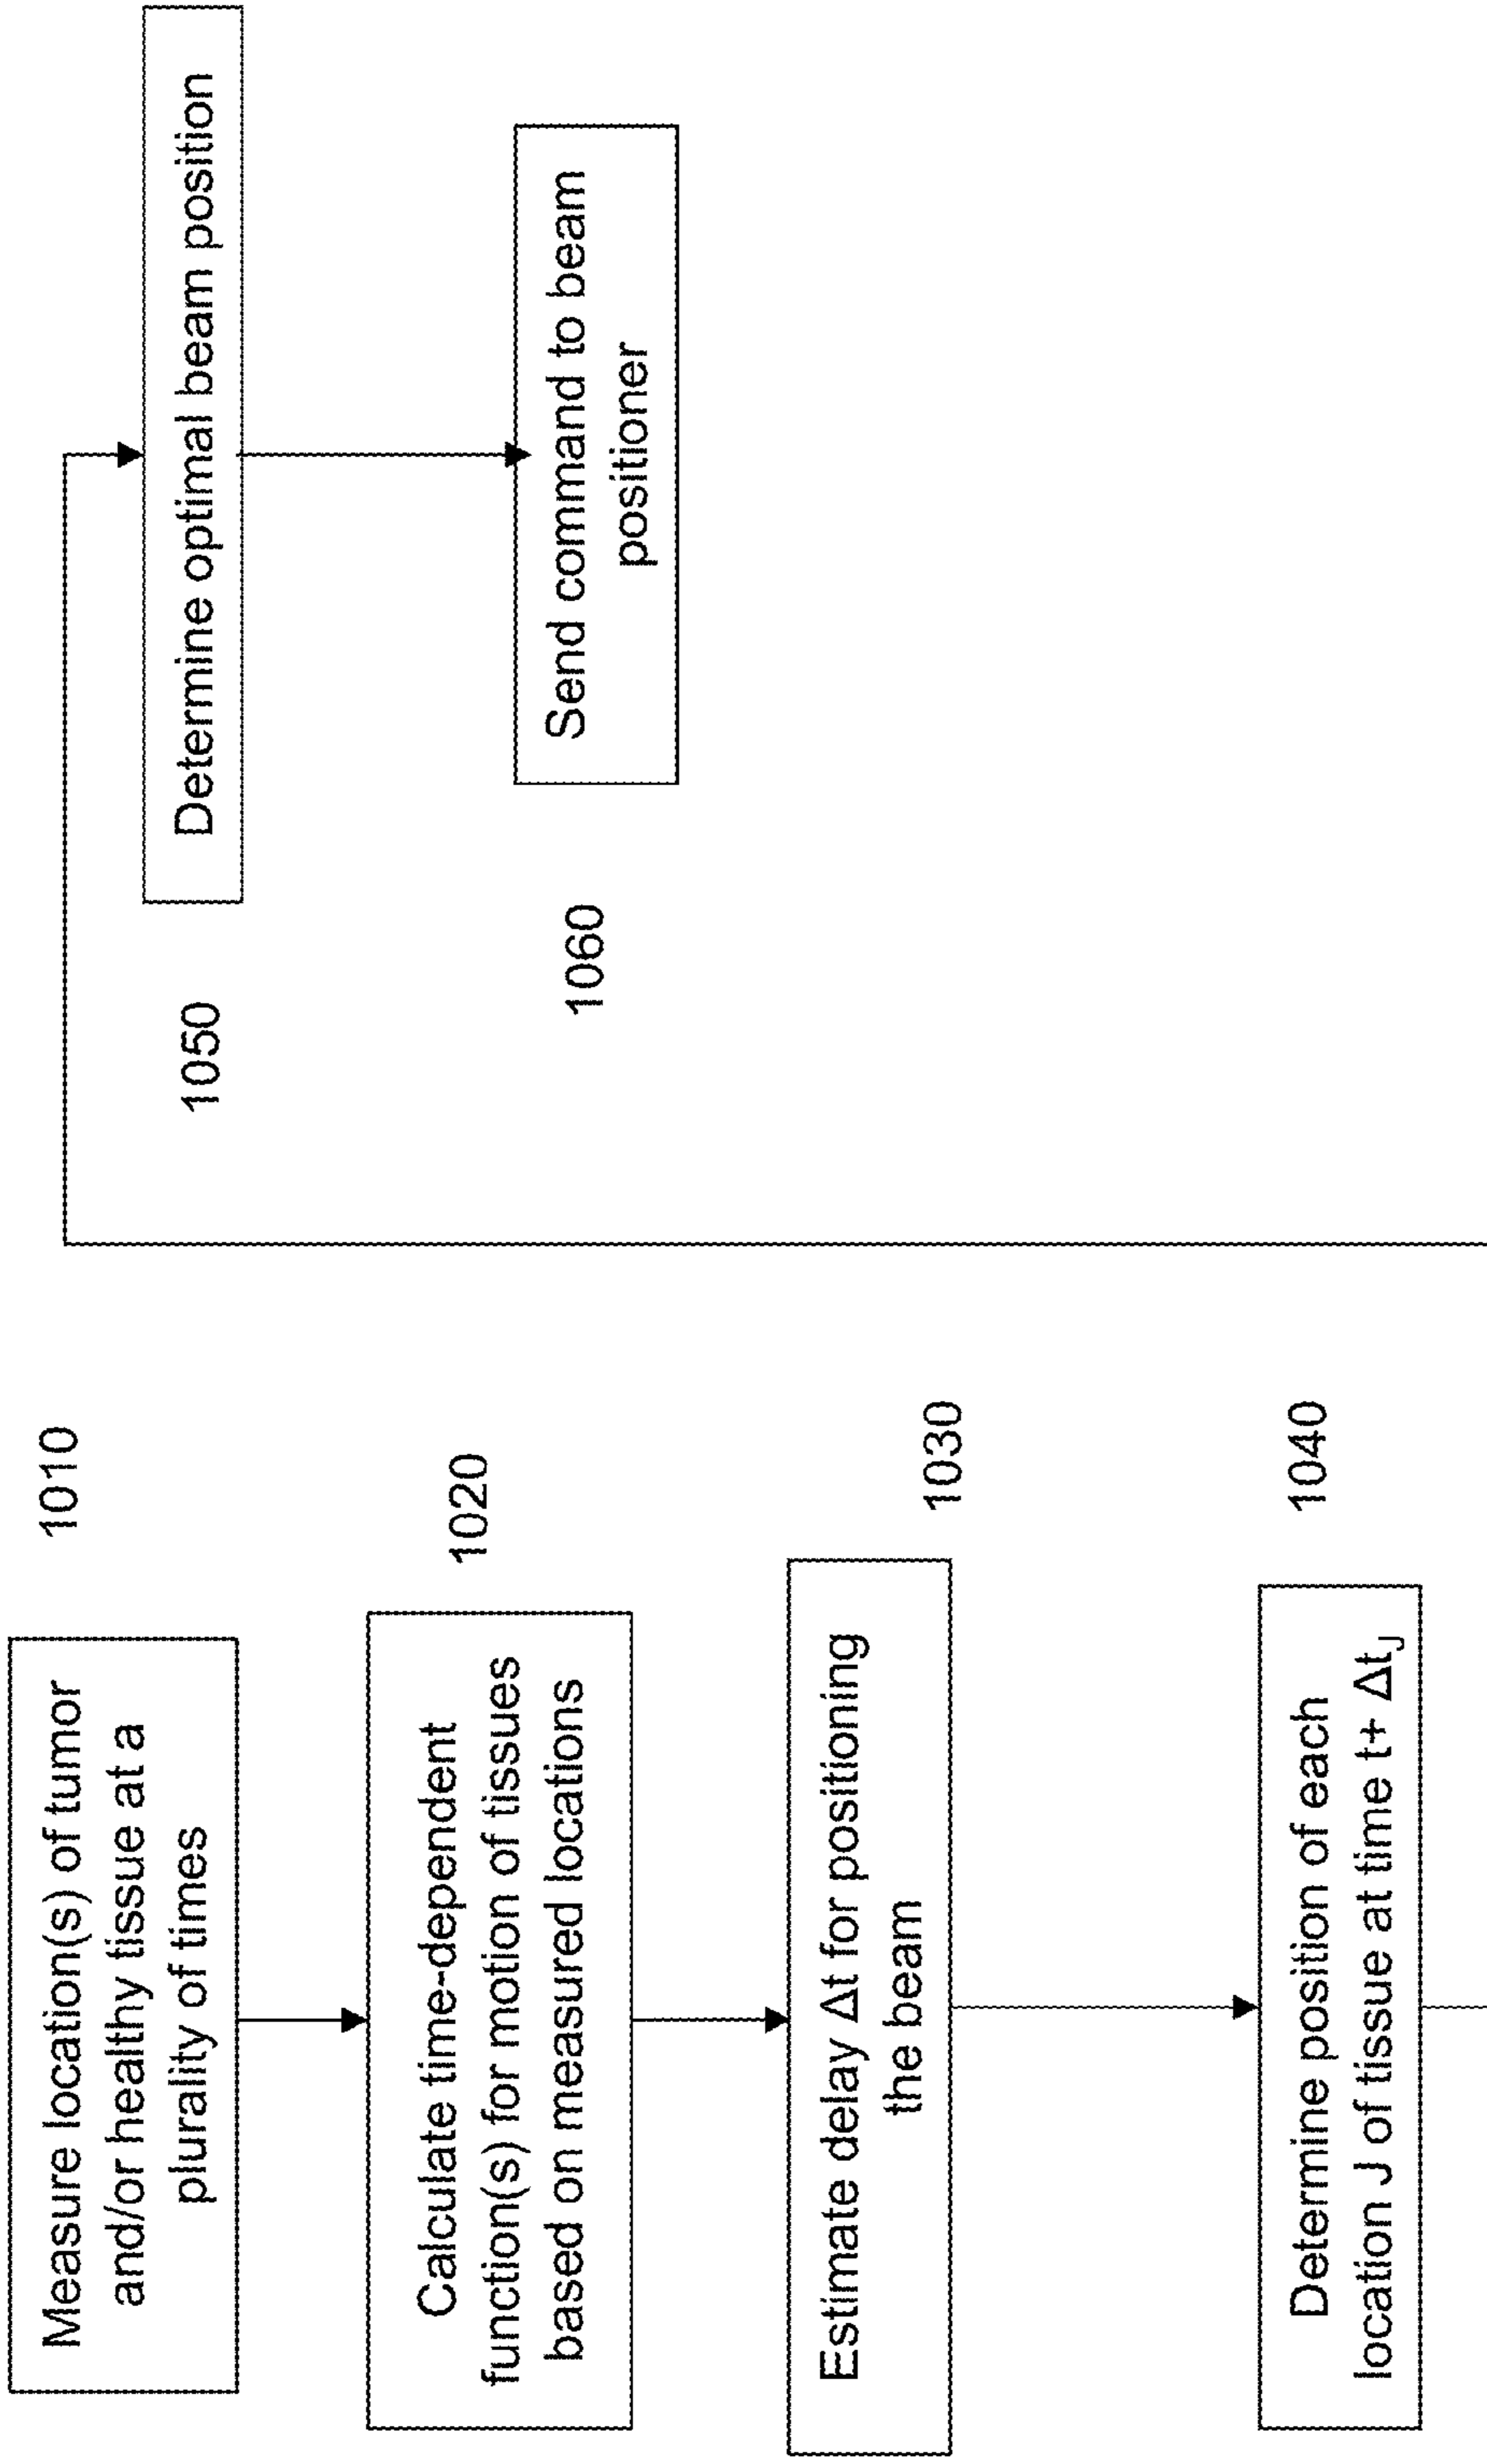 Measure location(s) of tumor
and/or healthy tissue at a
plurality of times
1010
Calculate time-dependent
function(s) for motion of tissues
based on measured locations
1020
Estimate delay Δt for positioning
the beam
1030
Determine position of each
location J of tissue at time t+ ΔtJ
1040
1050
Determine optimal beam position
1060
Send command to beam
positioner